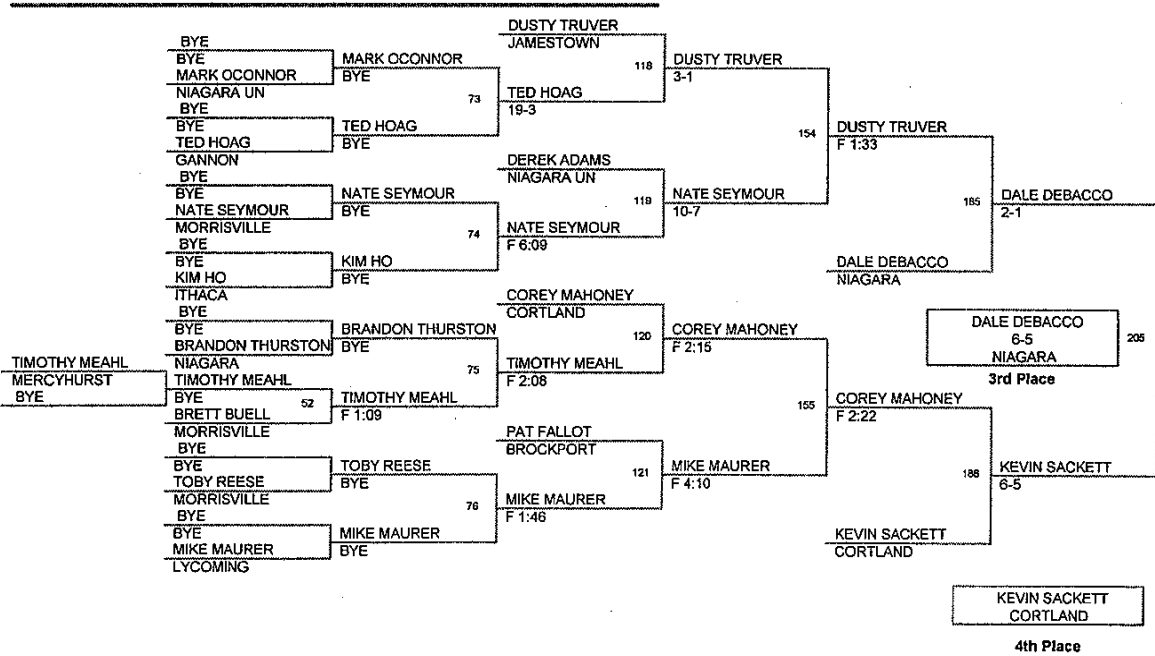 BYE
BYE
MARK OCONNOR
NIAGARA UN
BYE
BYE
TED HOAG
GANNON
BYE
BYE
NATE SEYMOUR
MORRISVILLE
BYE
BYE
KIM HO
ITHACA
BYE
BYE
BRANDON THURSTON
NIAGARA
TIMOTHY MEAHL
MERCYHURST
BYE
TIMOTHY MEAHL
BYE
BRETT BUELL
MORRISVILLE
52
BYE
BYE
TOBY REESE
MORRISVILLE
BYE
BYE
MIKE MAURER
LYCOMING
MARK OCONNOR
BYE
73
TED HOAG
BYE
NATE SEYMOUR
BYE
74
KIM HO
BYE
BRANDON THURSTON
BYE
75
TIMOTHY MEAHL
F 1:09
TOBY REESE
BYE
76
MIKE MAURER
BYE
DUSTY TRUVER
JAMESTOWN
118
TED HOAG
19-3
DEREK ADAMS
NIAGARA UN
119
NATE SEYMOUR
F 6:09
COREY MAHONEY
CORTLAND
120
TIMOTHY MEAHL
F 2:08
PAT FALLOT
BROCKPORT
121
MIKE MAURER
F 1:46
DUSTY TRUVER
3-1
154
NATE SEYMOUR
10-7
COREY MAHONEY
F 2:15
155
MIKE MAURER
F 4:10
DUSTY TRUVER
F 1:33
185
DALE DEBACCO
NIAGARA
COREY MAHONEY
F 2:22
186
KEVIN SACKETT
CORTLAND
DALE DEBACCO
2-1
DALE DEBACCO
6-5
NIAGARA
205
3rd Place
KEVIN SACKETT
6-5
KEVIN SACKETT
CORTLAND
4th Place